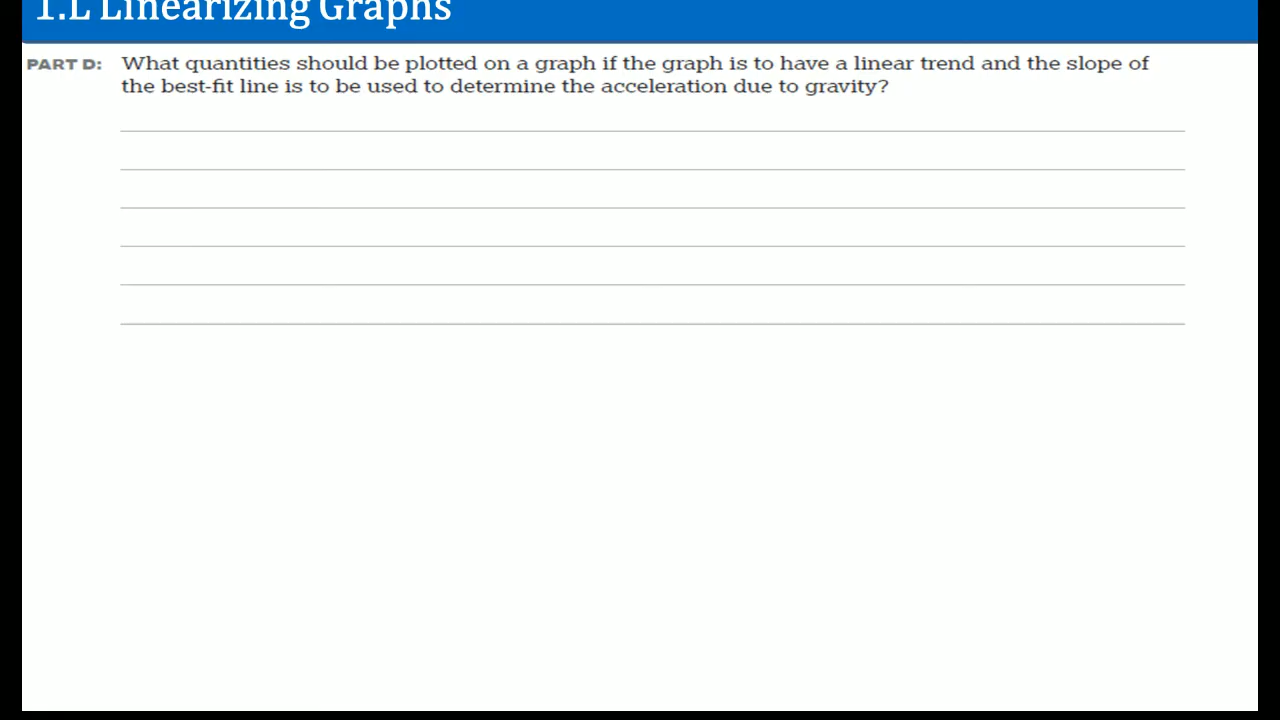 1.L Linearizing Graphs
PART D: What quantities should be plotted on a graph if the graph is to have a linear trend and the slope of
the best-fit line is to be used to determine the acceleration due to gravity?